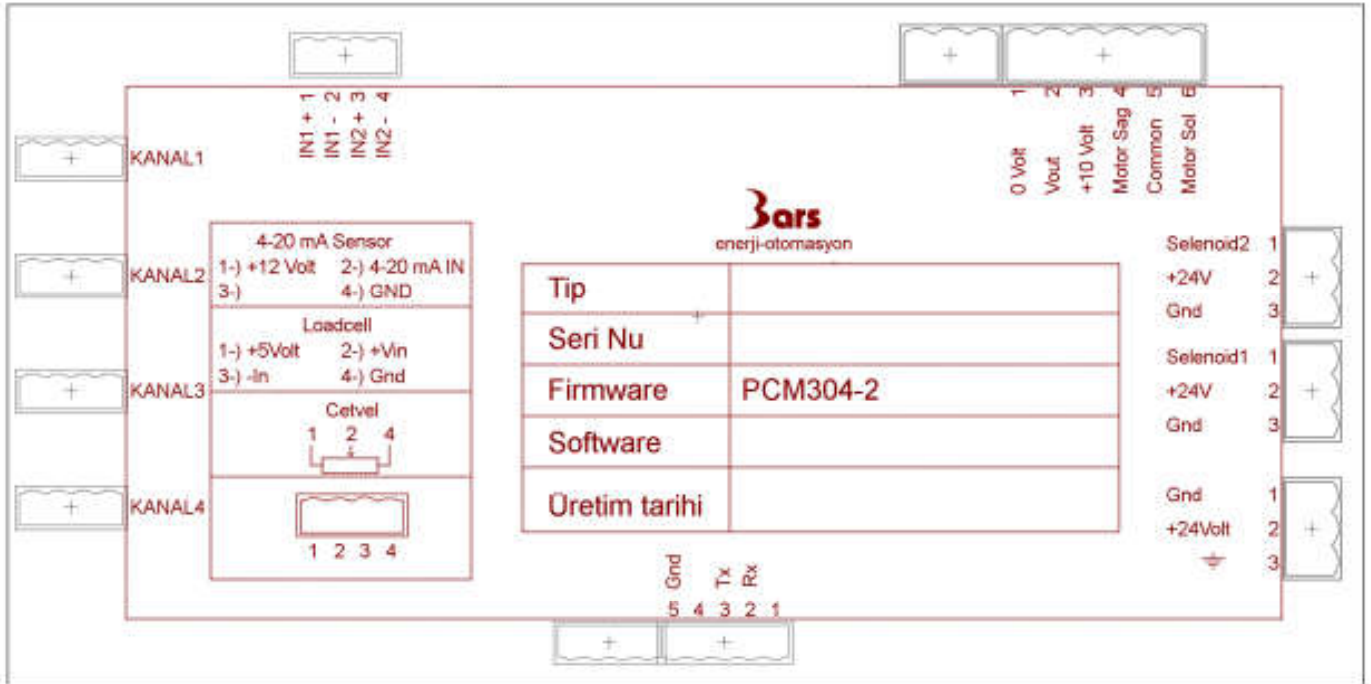 IN1 + 1
IN1 - 2
IN2 + 3
IN2 - 4
0 Volt 1
Vout 2
+10 Volt 3
Motor Sag 4
Common 5
Motor Sol 6
KANAL1
KANAL2
KANAL3
KANAL4
4-20 mA Sensor
1-) +12 Volt 2-) 4-20 mA IN
3-) 4-) GND
Loadcell
1-) +5Volt 2-) +Vin
3-) -In 4-) Gnd
Cetvel
1 2 4
1 2 3 4
Bars
enerji-otomasyon
Tip
Seri Nu
Firmware PCM304-2
Software
Üretim tarihi
Selenoid2 1
+24V 2
Gnd 3
Selenoid1 1
+24V 2
Gnd 3
Gnd 1
+24Volt 2
3
Gnd Tx Rx
5 4 3 2 1